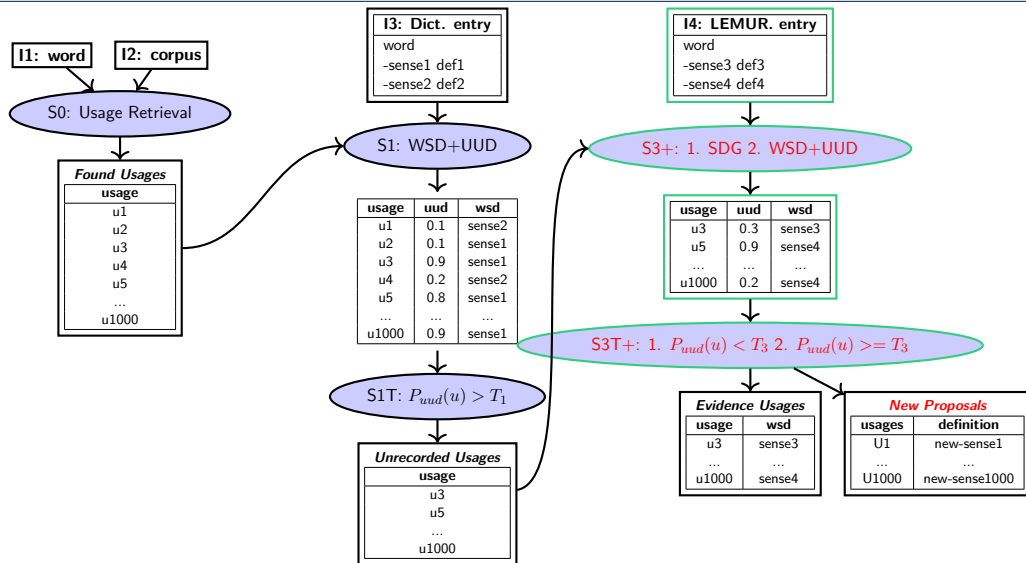 I1: word
I2: corpus
S0: Usage Retrieval
Found Usages
usage
u1
u2
u3
u4
u5
...
u1000
I3: Dict. entry
word
-sense1 def1
-sense2 def2
S1: WSD+UUD
usage uud wsd
u1 0.1 sense2
u2 0.1 sense1
u3 0.9 sense1
u4 0.2 sense2
u5 0.8 sense1
... ... ...
u1000 0.9 sense1
S1T: P_uud(u) > T_1
Unrecorded Usages
usage
u3
u5
...
u1000
I4: LEMUR. entry
word
-sense3 def3
-sense4 def4
S3+: 1. SDG 2. WSD+UUD
usage uud wsd
u3 0.3 sense3
u5 0.9 sense4
... ... ...
u1000 0.2 sense4
S3T+: 1. P_uud(u) < T_3 2. P_uud(u) >= T_3
Evidence Usages
usage wsd
u3 sense3
... ...
u1000 sense4
New Proposals
usages definition
U1 new-sense1
... ...
U1000 new-sense1000